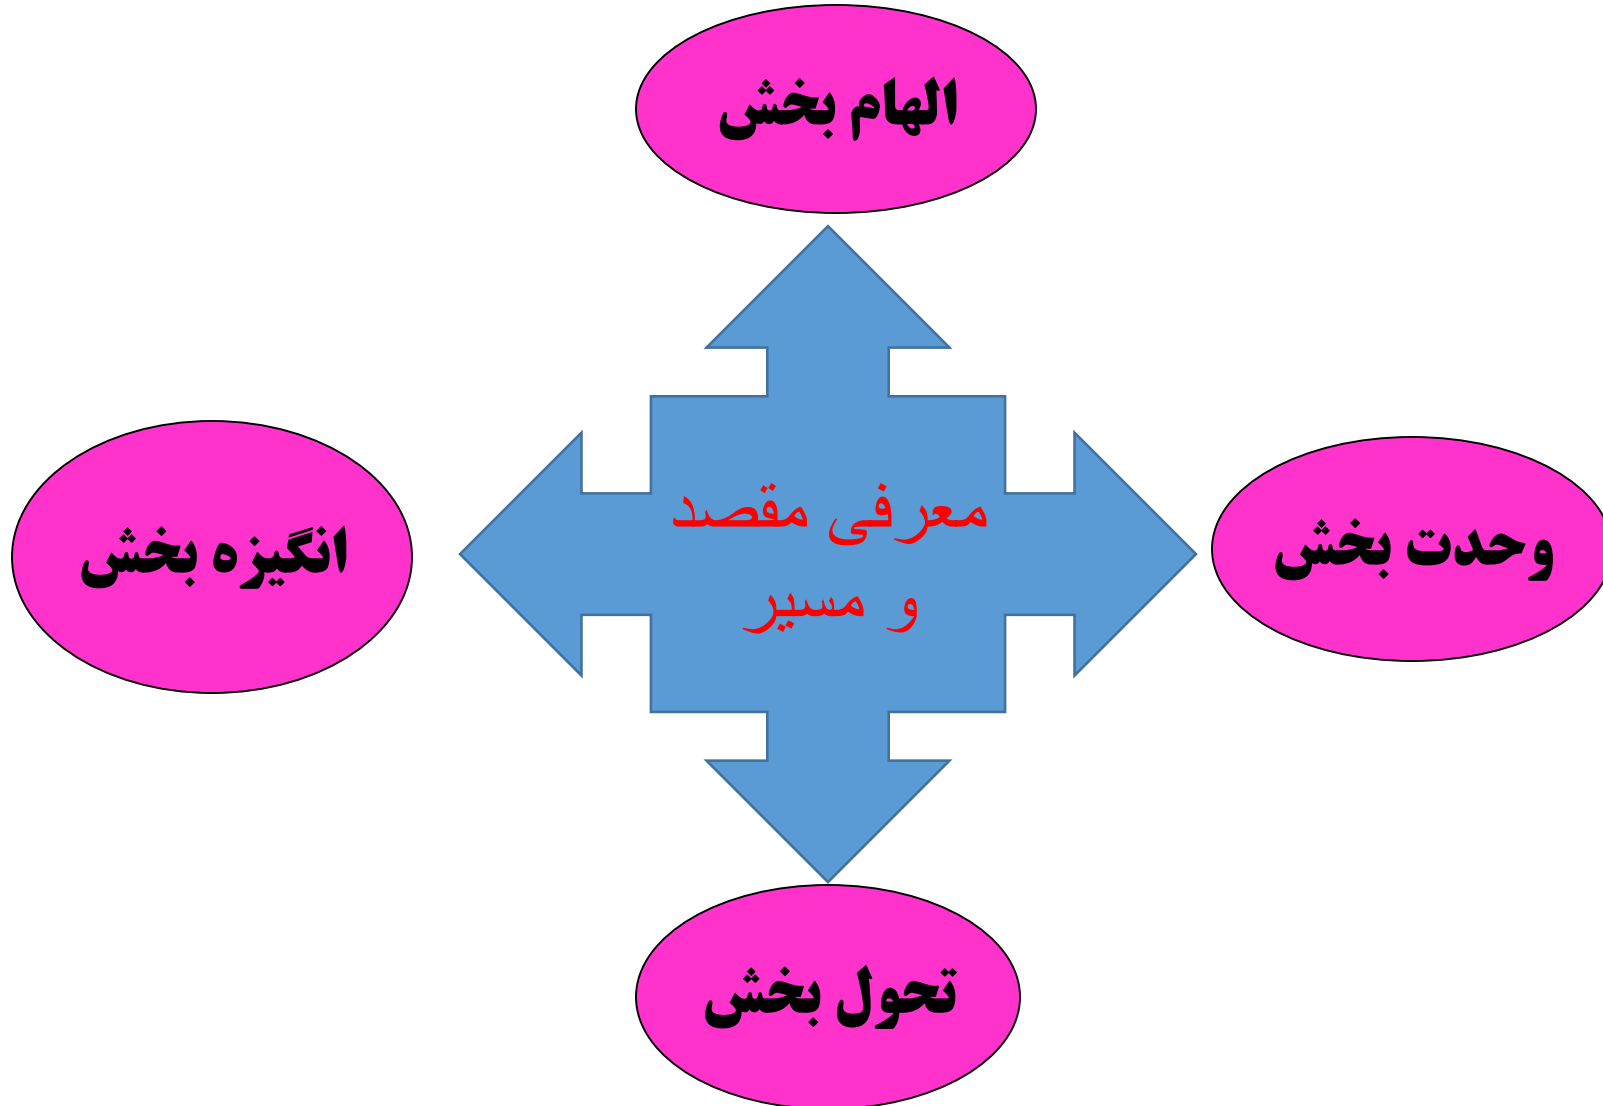 الهام بخش
وحدت بخش
معرفی مقصد
و مسیر
انگیزه بخش
تحول بخش